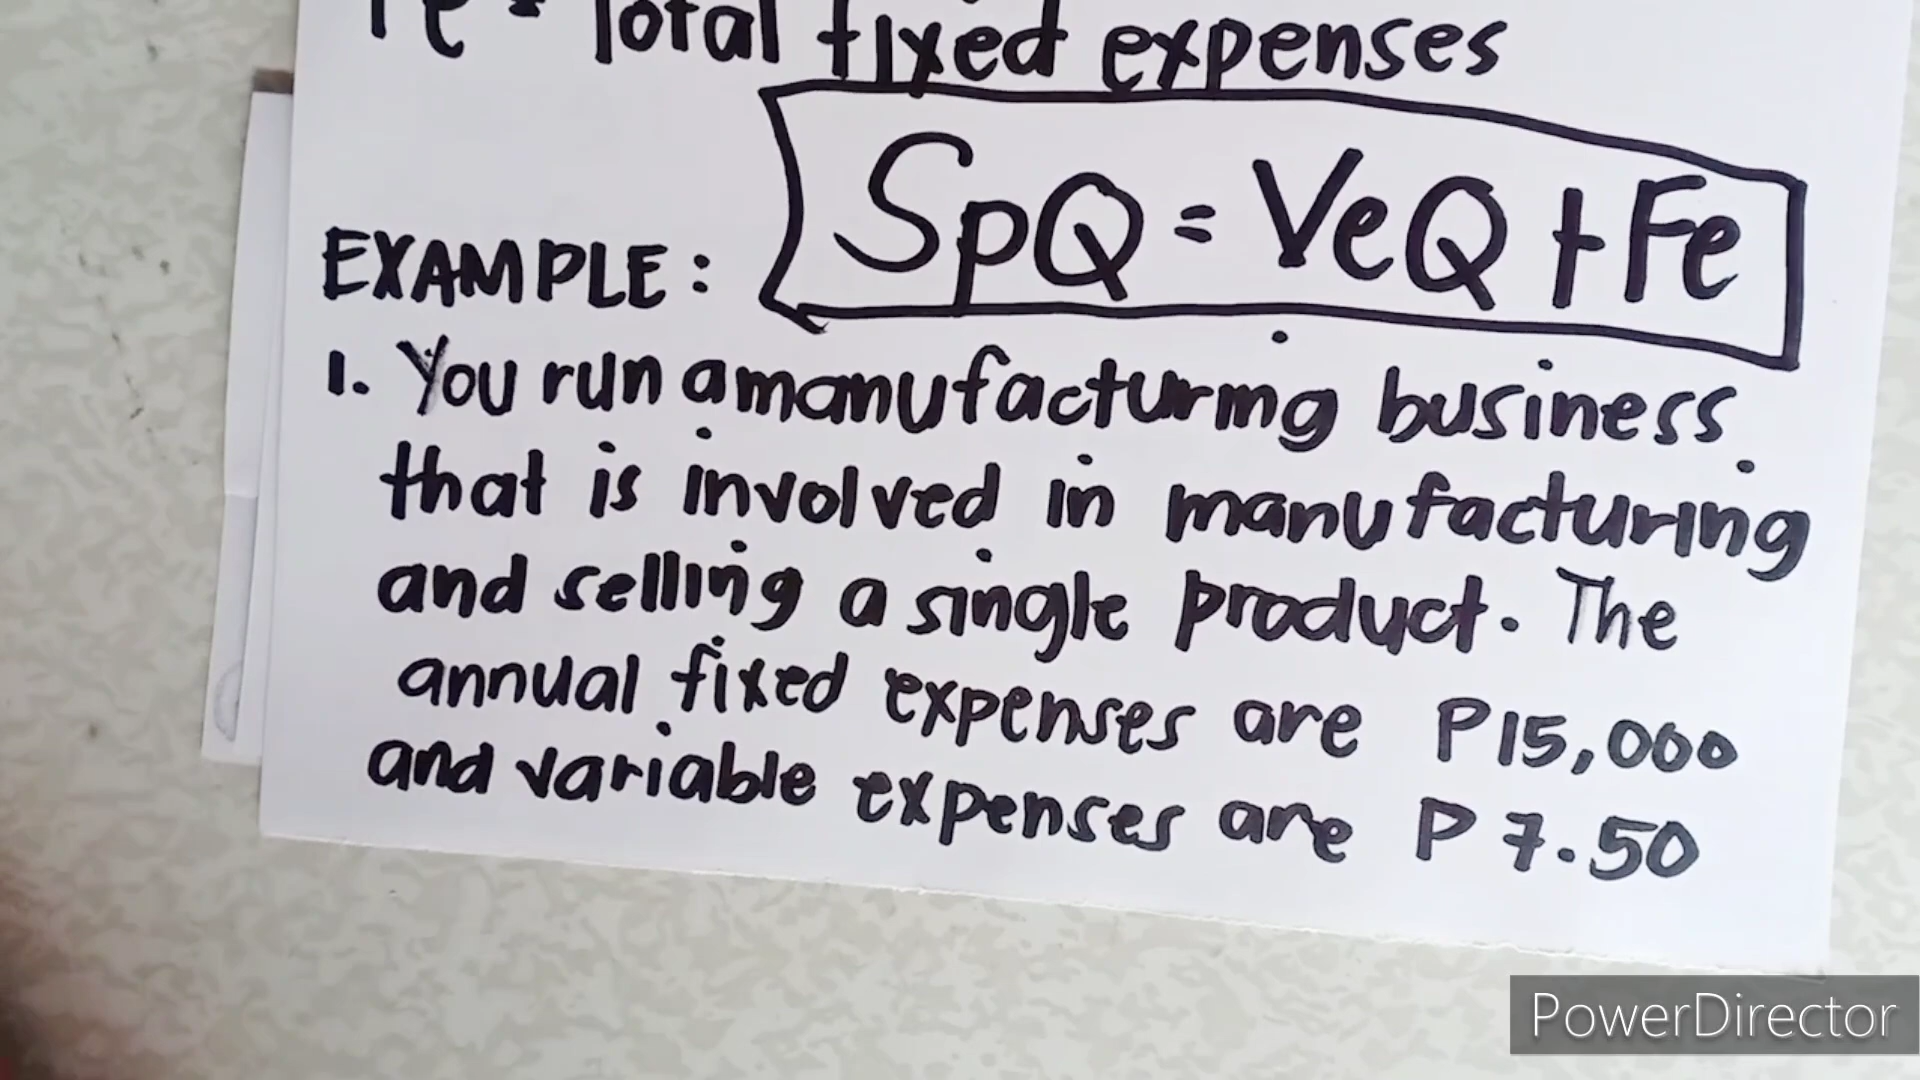 Fe = Total fixed expenses
SpQ = VeQ + Fe
EXAMPLE:
1. You run a manufacturing business
that is involved in manufacturing
and selling a single product. The
annual fixed expenses are P15,000
and variable expenses are P7.50
PowerDirector